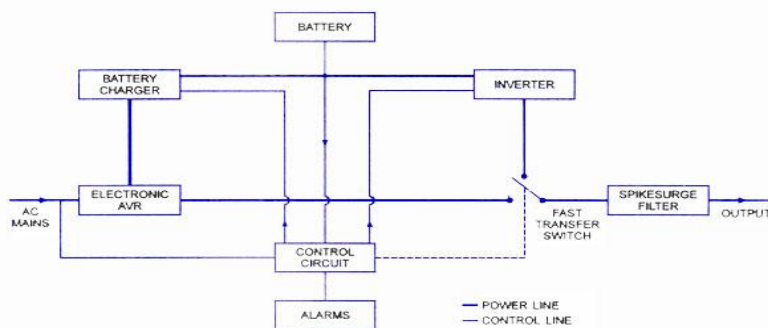 BATTERY
BATTERY
CHARGER
INVERTER
ELECTRONIC
AVR
AC
MAINS
FAST
TRANSFER
SWITCH
SPIKESURGE
FILTER
OUTPUT
CONTROL
CIRCUIT
ALARMS
POWER LINE
CONTROL LINE